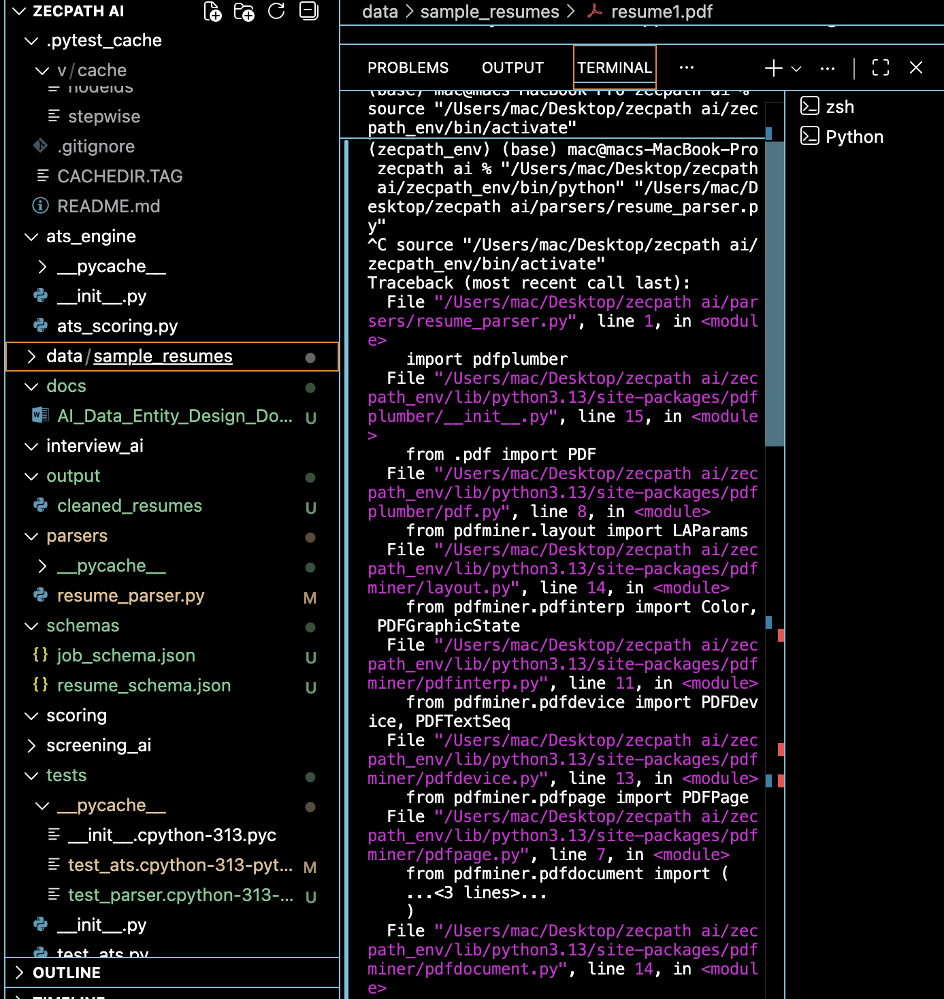 ZECPATH AI
.pytest_cache
v / cache
nodeids
stepwise
.gitignore
CACHEDIR.TAG
README.md
ats_engine
__pycache__
__init__.py
ats_scoring.py
data / sample_resumes
docs
AI_Data_Entity_Design_Do... U
interview_ai
output
cleaned_resumes U
parsers
__pycache__
resume_parser.py M
schemas
{} job_schema.json U
{} resume_schema.json U
scoring
screening_ai
tests
__pycache__
__init__.cpython-313.pyc
test_ats.cpython-313-pyt... M
test_parser.cpython-313-... U
__init__.py
test_ats.py
OUTLINE
TIMELINE
data > sample_resumes > resume1.pdf
PROBLEMS OUTPUT TERMINAL ...
(base) mac@macs-MacBook-Pro zecpath ai %
source "/Users/mac/Desktop/zecpath ai/zec
path_env/bin/activate"
(zecpath_env) (base) mac@macs-MacBook-Pro
zecpath ai % "/Users/mac/Desktop/zecpath
ai/zecpath_env/bin/python" "/Users/mac/D
esktop/zecpath ai/parsers/resume_parser.p
y"
^C source "/Users/mac/Desktop/zecpath ai/
zecpath_env/bin/activate"
Traceback (most recent call last):
File "/Users/mac/Desktop/zecpath ai/par
sers/resume_parser.py", line 1, in <modul
e>
import pdfplumber
File "/Users/mac/Desktop/zecpath ai/zec
path_env/lib/python3.13/site-packages/pdf
plumber/__init__.py", line 15, in <module
>
from .pdf import PDF
File "/Users/mac/Desktop/zecpath ai/zec
path_env/lib/python3.13/site-packages/pdf
plumber/pdf.py", line 8, in <module>
from pdfminer.layout import LAParams
File "/Users/mac/Desktop/zecpath ai/zec
path_env/lib/python3.13/site-packages/pdf
miner/layout.py", line 14, in <module>
from pdfminer.pdfinterp import Color,
PDFGraphicState
File "/Users/mac/Desktop/zecpath ai/zec
path_env/lib/python3.13/site-packages/pdf
miner/pdfinterp.py", line 11, in <module>
from pdfminer.pdfdevice import PDFDev
ice, PDFTextSeq
File "/Users/mac/Desktop/zecpath ai/zec
path_env/lib/python3.13/site-packages/pdf
miner/pdfdevice.py", line 13, in <module>
from pdfminer.pdfpage import PDFPage
File "/Users/mac/Desktop/zecpath ai/zec
path_env/lib/python3.13/site-packages/pdf
miner/pdfpage.py", line 7, in <module>
from pdfminer.pdfdocument import (
...<3 lines>...
)
File "/Users/mac/Desktop/zecpath ai/zec
path_env/lib/python3.13/site-packages/pdf
miner/pdfdocument.py", line 14, in <modul
e>
zsh
Python